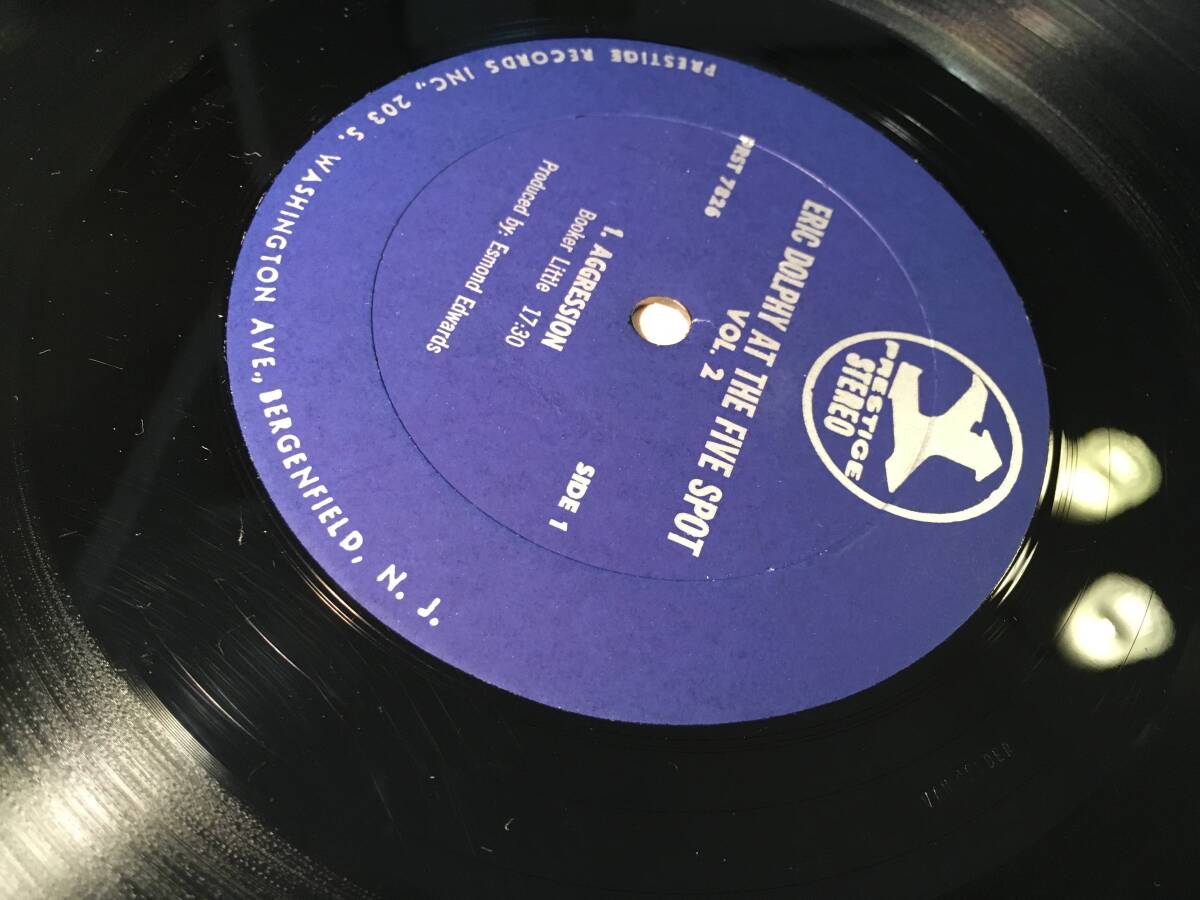 PRESTIGE
STEREO
ERIC DOLPHY AT THE FIVE SPOT
VOL. 2
PRST 7826
SIDE 1
1. AGGRESSION
Booker Little 17:30
Produced by: Esmond Edwards
PRESTIGE RECORDS INC., 203 S. WASHINGTON AVE., BERGENFIELD, N. J.